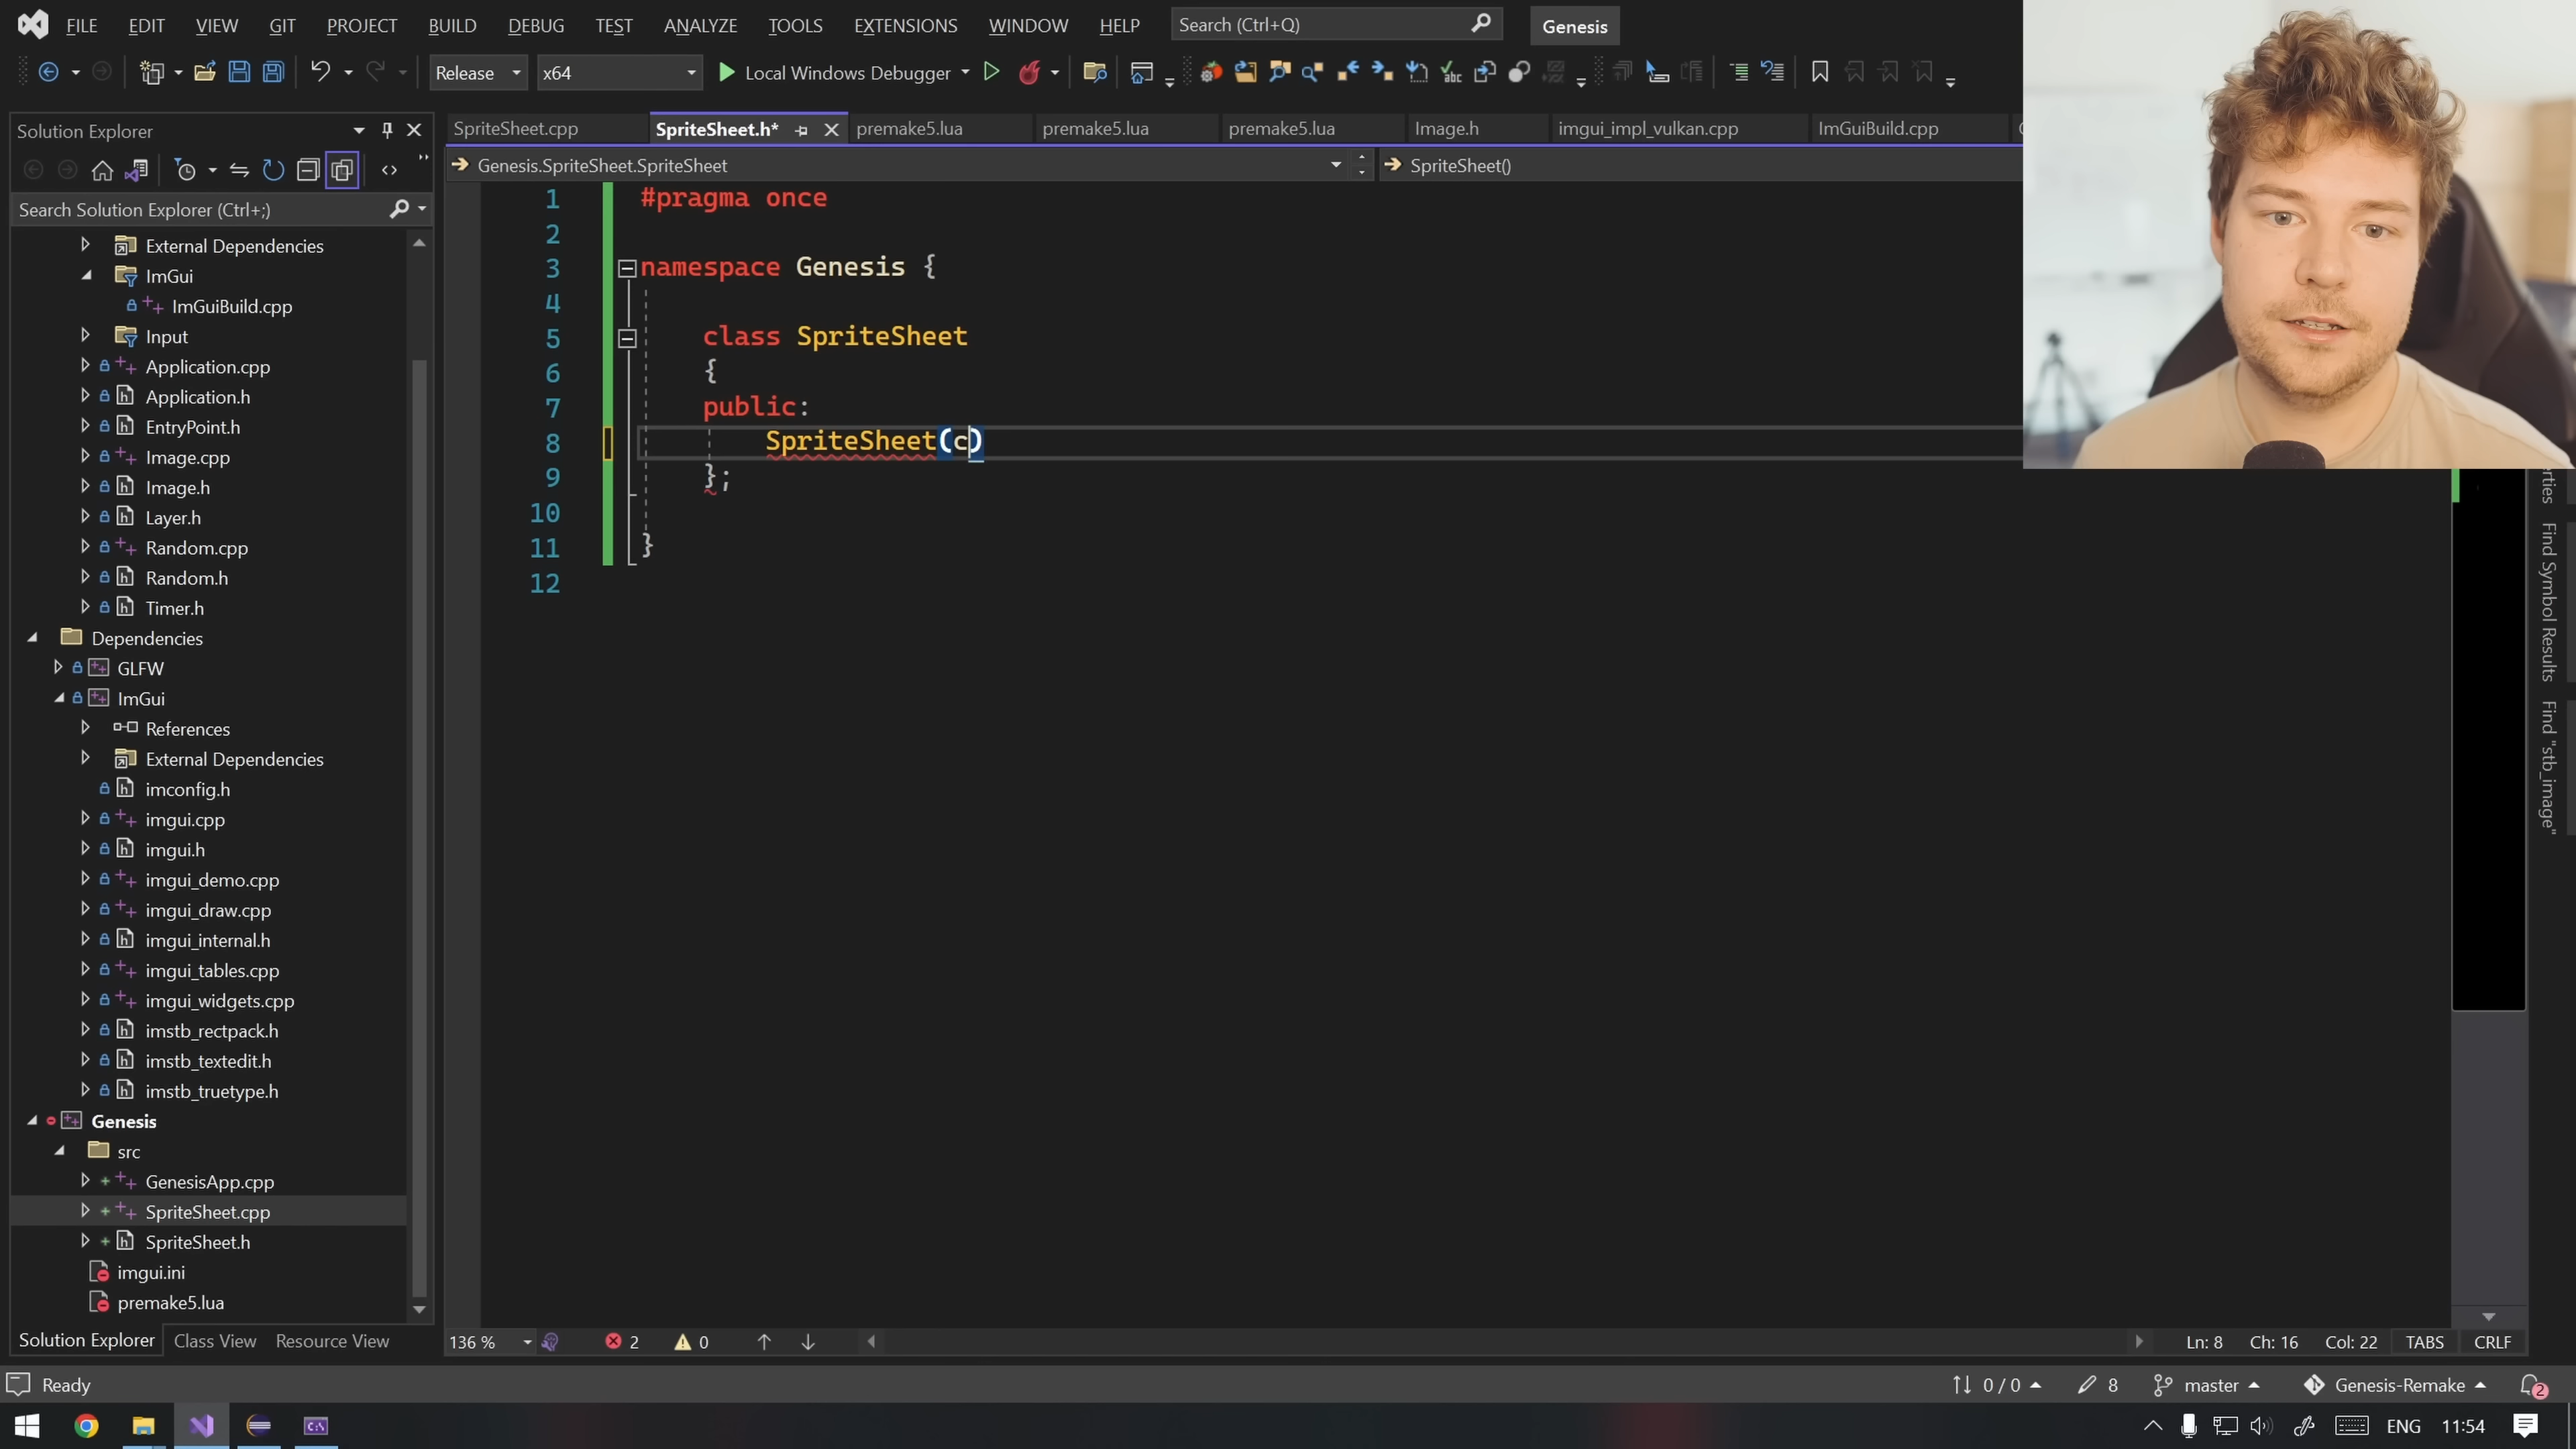 FILE EDIT VIEW GIT PROJECT BUILD DEBUG TEST ANALYZE TOOLS EXTENSIONS WINDOW HELP Search (Ctrl+Q) Genesis
Release x64 Local Windows Debugger
Solution Explorer
SpriteSheet.cpp SpriteSheet.h* premake5.lua premake5.lua premake5.lua Image.h imgui_impl_vulkan.cpp ImGuiBuild.cpp
Genesis.SpriteSheet.SpriteSheet SpriteSheet()
Search Solution Explorer (Ctrl+;)
External Dependencies
ImGui
ImGuiBuild.cpp
Input
Application.cpp
Application.h
EntryPoint.h
Image.cpp
Image.h
Layer.h
Random.cpp
Random.h
Timer.h
Dependencies
GLFW
ImGui
References
External Dependencies
imconfig.h
imgui.cpp
imgui.h
imgui_demo.cpp
imgui_draw.cpp
imgui_internal.h
imgui_tables.cpp
imgui_widgets.cpp
imstb_rectpack.h
imstb_textedit.h
imstb_truetype.h
Genesis
src
GenesisApp.cpp
SpriteSheet.cpp
SpriteSheet.h
imgui.ini
premake5.lua
Solution Explorer Class View Resource View
1 #pragma once
2
3 namespace Genesis {
4
5 class SpriteSheet
6 {
7 public:
8 SpriteSheet(c)
9 };
10
11 }
12
Find Symbol Results
Find "stb_image"
136 % 2 0 Ln: 8 Ch: 16 Col: 22 TABS CRLF
Ready 0 / 0 8 master Genesis-Remake 2
C:\ ENG 11:54